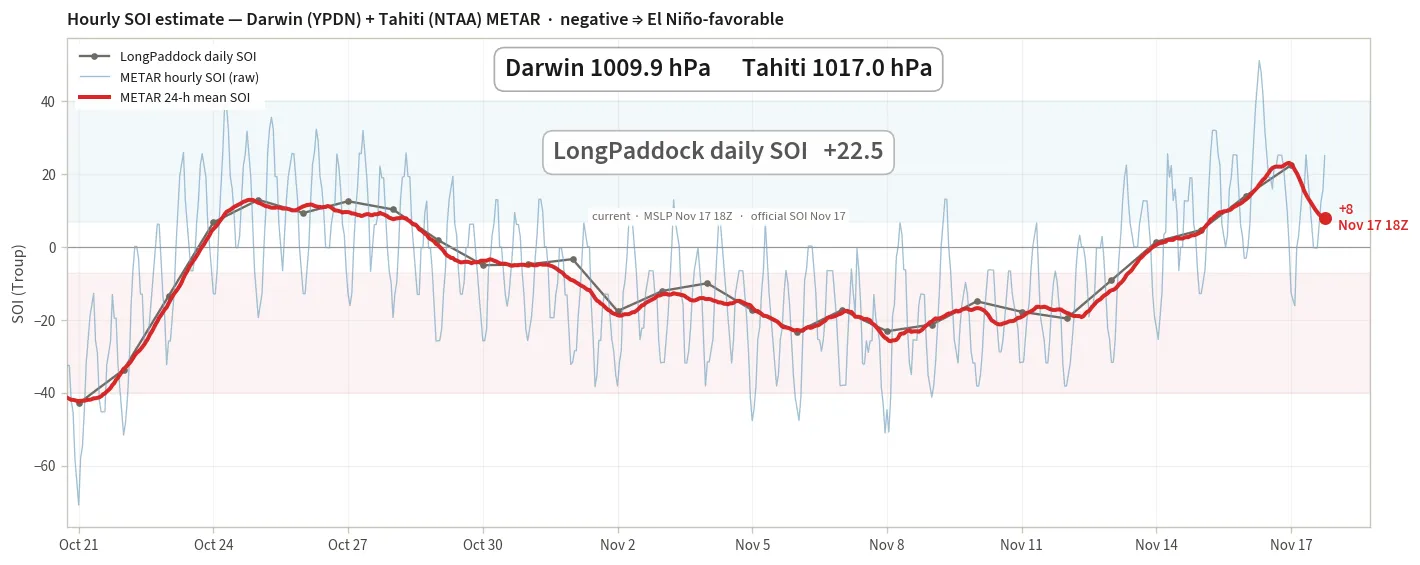 Hourly SOI estimate — Darwin (YPDN) + Tahiti (NTAA) METAR · negative ⇒ El Niño-favorable
LongPaddock daily SOI
METAR hourly SOI (raw)
METAR 24-h mean SOI
Darwin 1009.9 hPa Tahiti 1017.0 hPa
LongPaddock daily SOI +22.5
current · MSLP Nov 17 18Z · official SOI Nov 17
+8
Nov 17 18Z
SOI (Troup)
40
20
0
−20
−40
−60
Oct 21
Oct 24
Oct 27
Oct 30
Nov 2
Nov 5
Nov 8
Nov 11
Nov 14
Nov 17